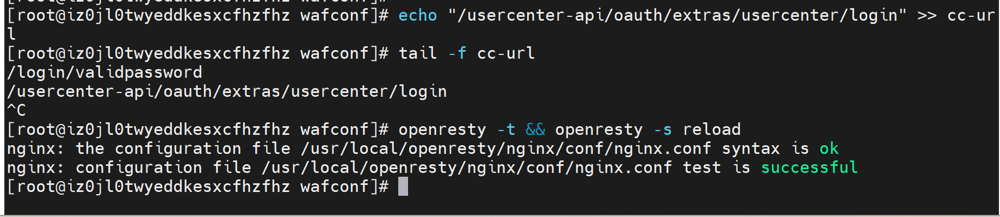 [root@iz0jl0twyeddkesxcfhzfhz wafconf]#
[root@iz0jl0twyeddkesxcfhzfhz wafconf]# echo "/usercenter-api/oauth/extras/usercenter/login" >> cc-ur
l
[root@iz0jl0twyeddkesxcfhzfhz wafconf]# tail -f cc-url
/login/validpassword
/usercenter-api/oauth/extras/usercenter/login
^C
[root@iz0jl0twyeddkesxcfhzfhz wafconf]# openresty -t && openresty -s reload
nginx: the configuration file /usr/local/openresty/nginx/conf/nginx.conf syntax is ok
nginx: configuration file /usr/local/openresty/nginx/conf/nginx.conf test is successful
[root@iz0jl0twyeddkesxcfhzfhz wafconf]#